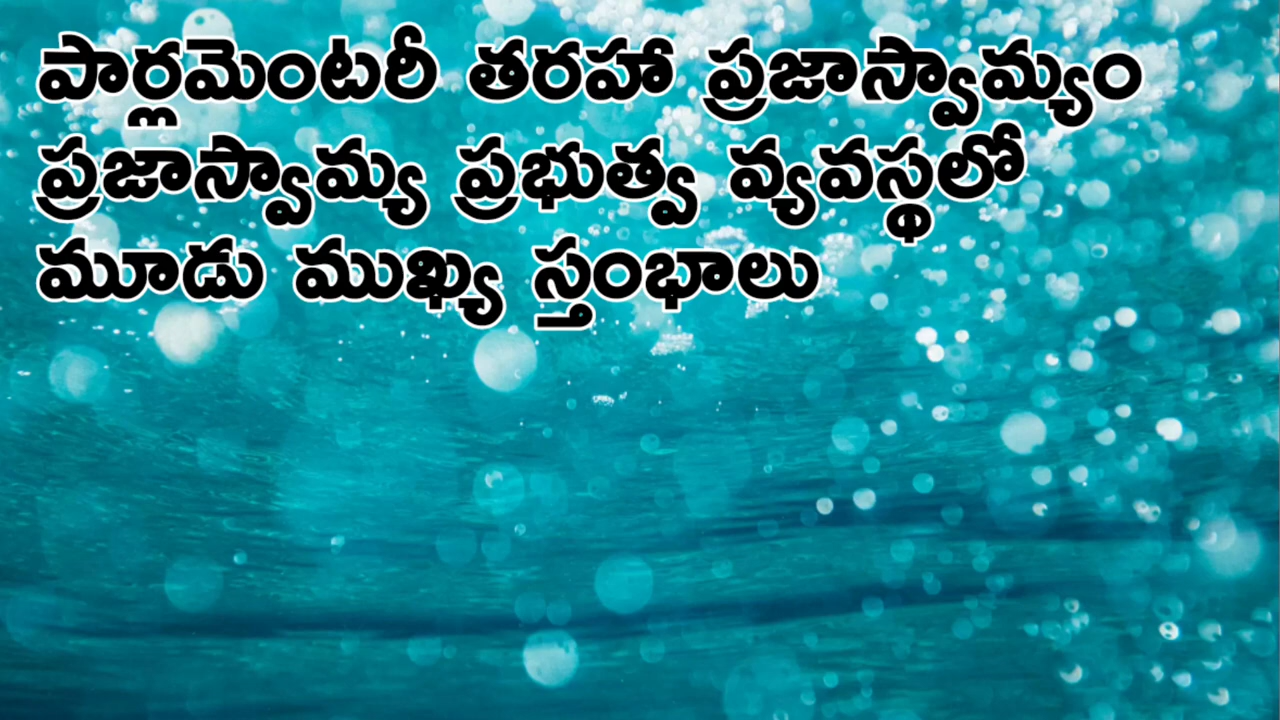 పార్లమెంటరీ తరహా ప్రజాస్వామ్యం
ప్రజాస్వామ్య ప్రభుత్వ వ్యవస్థలో
మూడు ముఖ్య స్తంభాలు